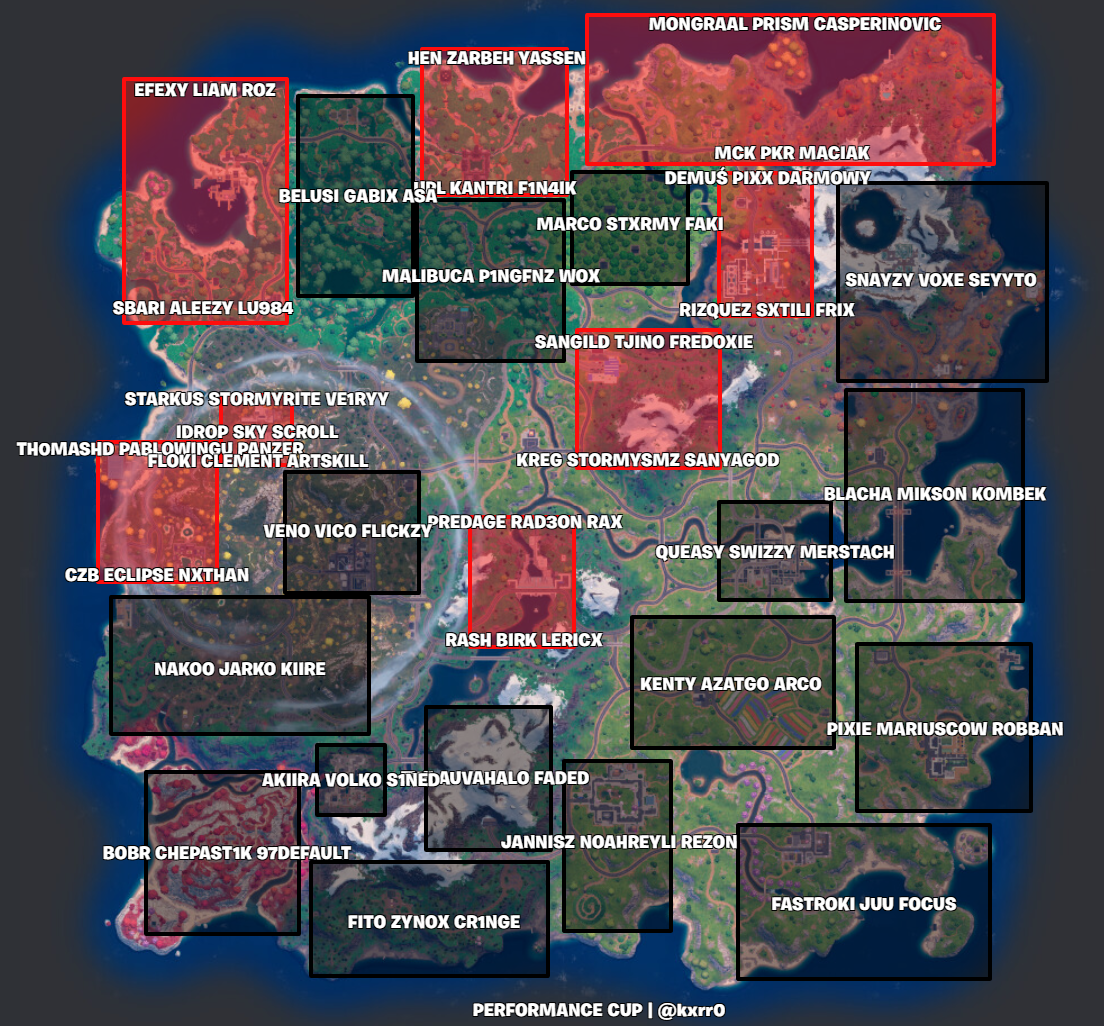 MONGRAAL PRISM CASPERINOVIC
HEN ZARBEH YASSEN
EFEXY LIAM ROZ
MCK PKR MACIAK
DEMUŚ PIXX DARMOWY
KANTRI F1N4IK
BELUSI GABIX ASA
MARCO STXRMY FAKI
MALIBUCA P1NGFNZ WOX
SNAYZY VOXE SEYYTO
SBARI ALEEZY LU984
RIZQUEZ SXTILI FRIX
SANGILD TJINO FREDOXIE
STARKUS STORMYRITE VE1RYY
IDROP SKY SCROLL
THOMASHD PABLOWINGU PANZER
FLOKI CLEMENT ARTSKILL
KREG STORMYSMZ SANYAGOD
BLACHA MIKSON KOMBEK
PREDAGE RAD3ON RAX
VENO VICO FLICKZY
QUEASY SWIZZY MERSTACH
CZB ECLIPSE NXTHAN
RASH BIRK LERICX
NAKOO JARKO KIIRE
KENTY AZATGO ARCO
PIXIE MARIUSCOW ROBBAN
AKIIRA VOLKO S1NED
AUVAHALO FADED
JANNISZ NOAHREYLI REZON
BOBR CHEPAST1K 97DEFAULT
FASTROKI JUU FOCUS
FITO ZYNOX CR1NGE
PERFORMANCE CUP | @kxrr0